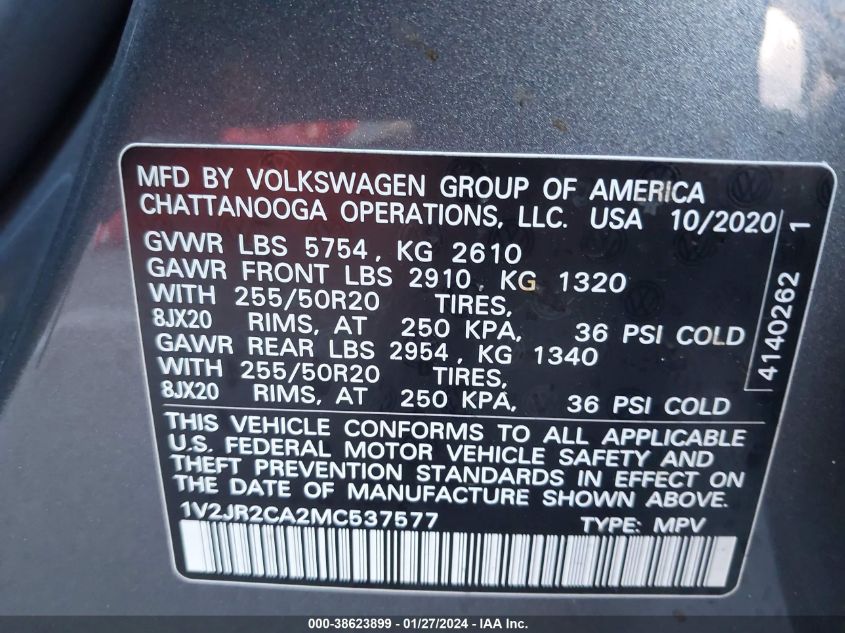 MFD BY VOLKSWAGEN GROUP OF AMERICA
CHATTANOOGA OPERATIONS, LLC. USA 10/2020
GVWR LBS 5754, KG 2610
GAWR FRONT LBS 2910, KG 1320
WITH 255/50R20 TIRES,
8JX20 RIMS, AT 250 KPA, 36 PSI COLD
GAWR REAR LBS 2954, KG 1340
WITH 255/50R20 TIRES,
8JX20 RIMS, AT 250 KPA, 36 PSI COLD
THIS VEHICLE CONFORMS TO ALL APPLICABLE
U.S. FEDERAL MOTOR VEHICLE SAFETY AND
THEFT PREVENTION STANDARDS IN EFFECT ON
THE DATE OF MANUFACTURE SHOWN ABOVE.
1V2JR2CA2MC537577 TYPE: MPV
4140262 1
000-38623899 / 01/27/2024 - IAA Inc.